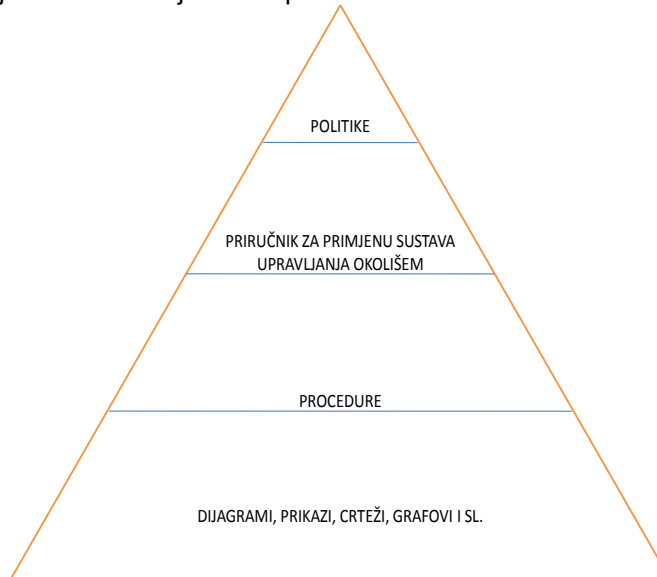 POLITIKE
PRIRUČNIK ZA PRIMJENU SUSTAVA
UPRAVLJANJA OKOLIŠEM
PROCEDURE
DIJAGRAMI, PRIKAZI, CRTEŽI, GRAFOVI I SL.